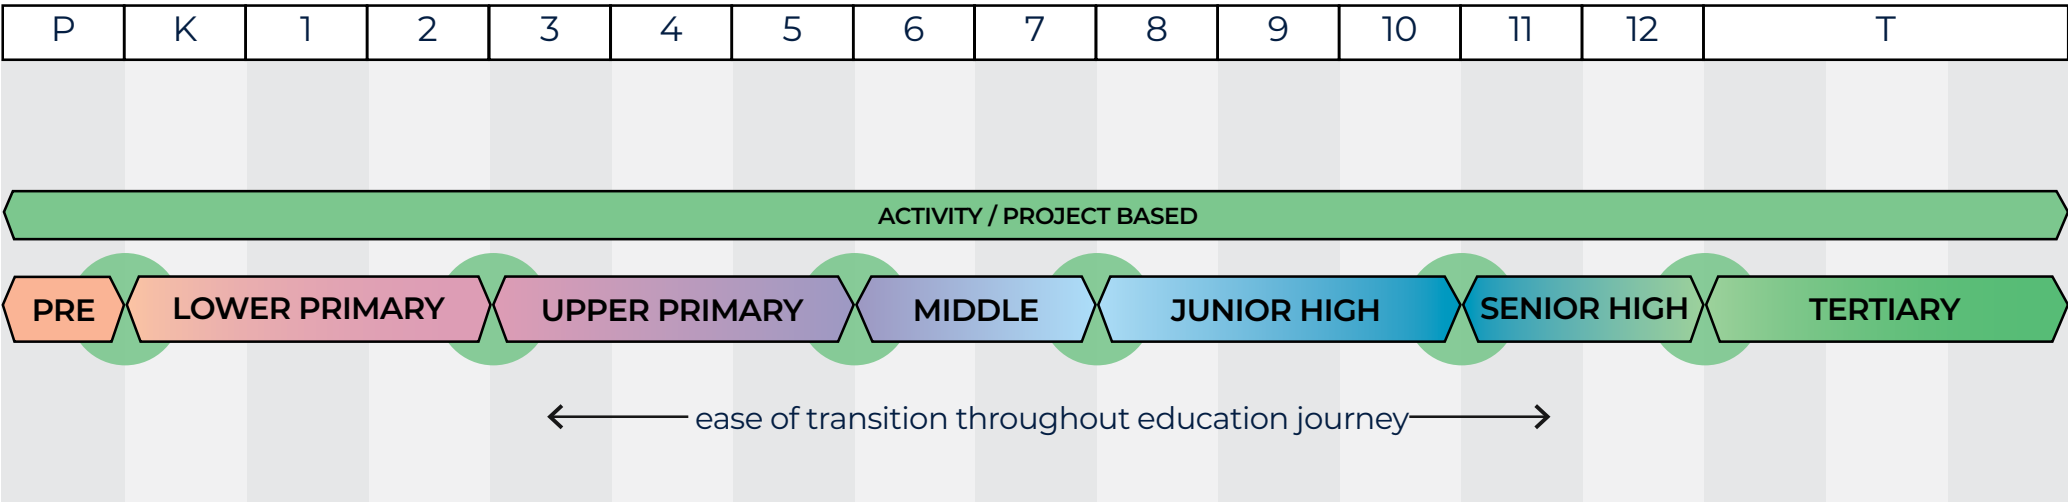 P K 1 2 3 4 5 6 7 8 9 10 11 12 T
ACTIVITY / PROJECT BASED
PRE LOWER PRIMARY UPPER PRIMARY MIDDLE JUNIOR HIGH SENIOR HIGH TERTIARY
ease of transition throughout education journey